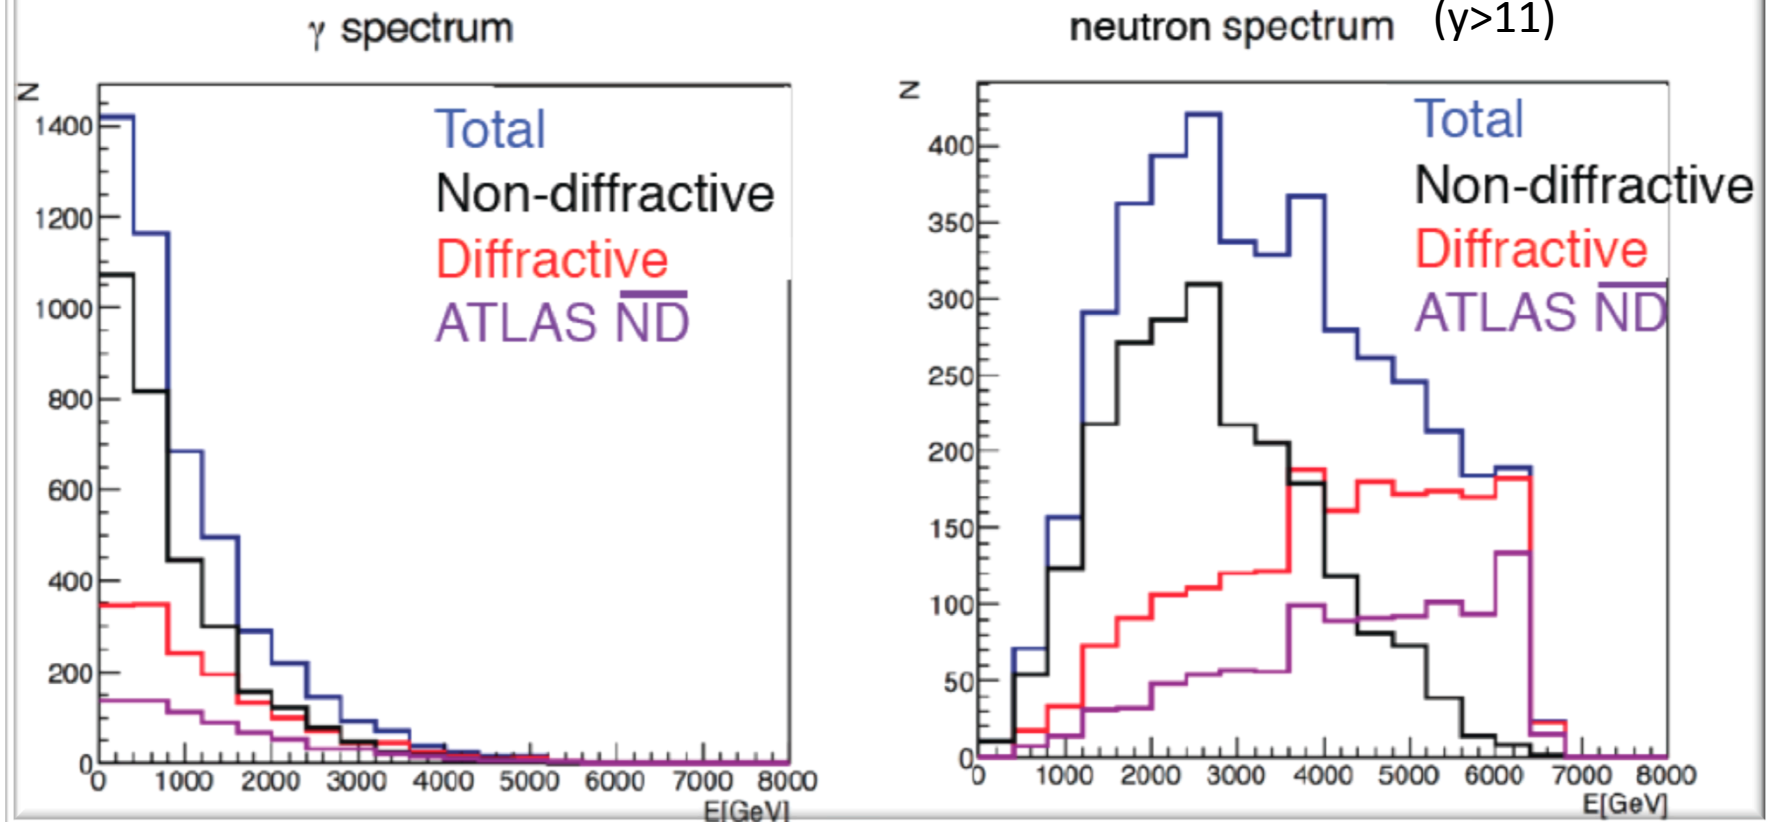 γ spectrum
N
1400
1200
1000
800
600
400
200
0
Total
Non-diffractive
Diffractive
ATLAS N̅D̅
0 1000 2000 3000 4000 5000 6000 7000 8000
E[GeV]
neutron spectrum (y>11)
N
400
350
300
250
200
150
100
50
0
Total
Non-diffractive
Diffractive
ATLAS N̅D̅
0 1000 2000 3000 4000 5000 6000 7000 8000
E[GeV]